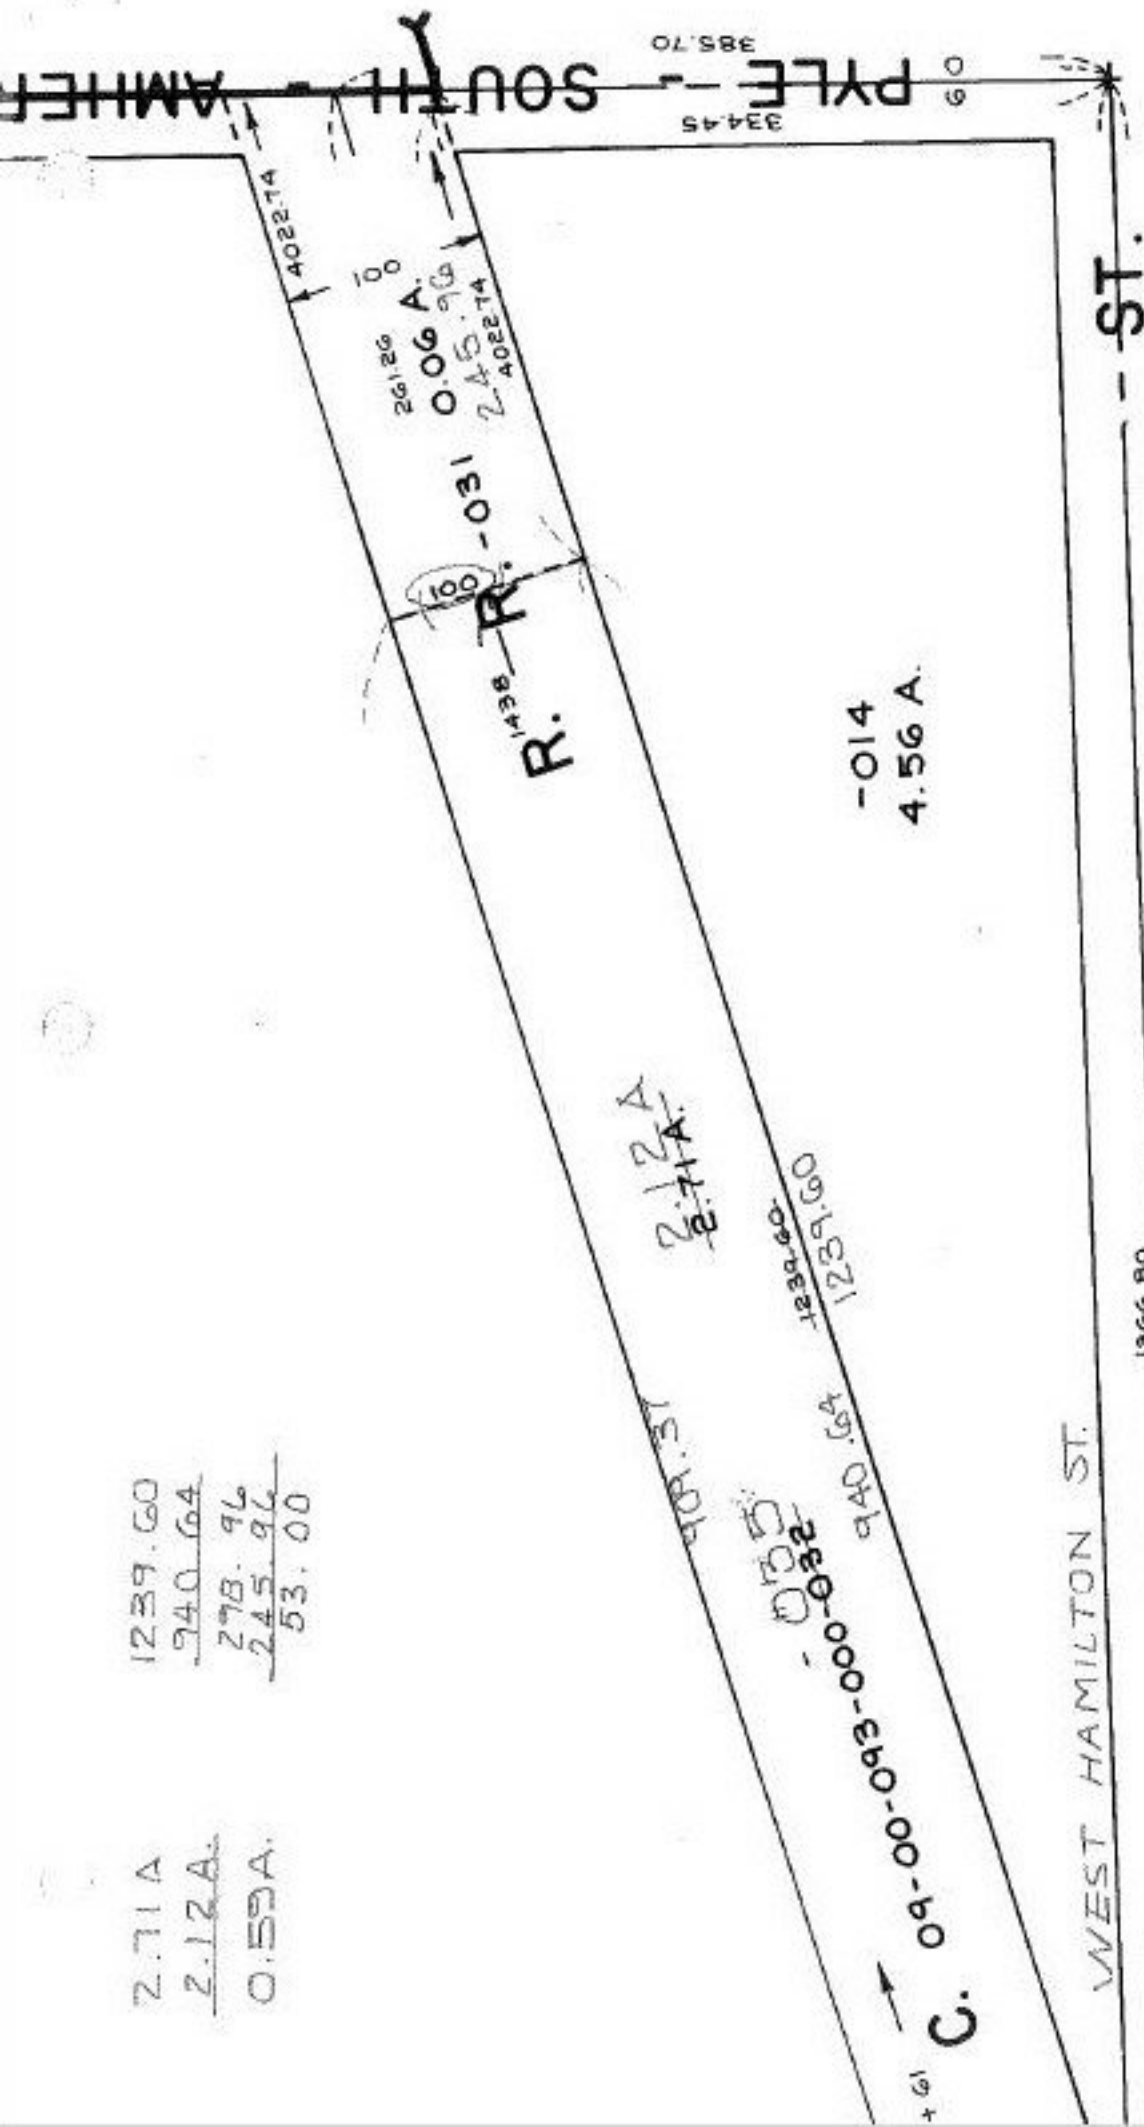 SOUTH - PYLE
385.70
334.45
60
4022.74
100
261.26
0.06 A.
245.96
4022.74
-031
100
1438
R. R.
-014
4.56 A.
ST.
2.12 A
2.71 A.
1239.60
1239.60
909.37
940.64
- 035
C. 09-00-093-000-032
+ 61
WEST HAMILTON ST.
1239.60
940.64
298.96
245.96
53.00
2.71 A
2.12 A.
0.59 A.